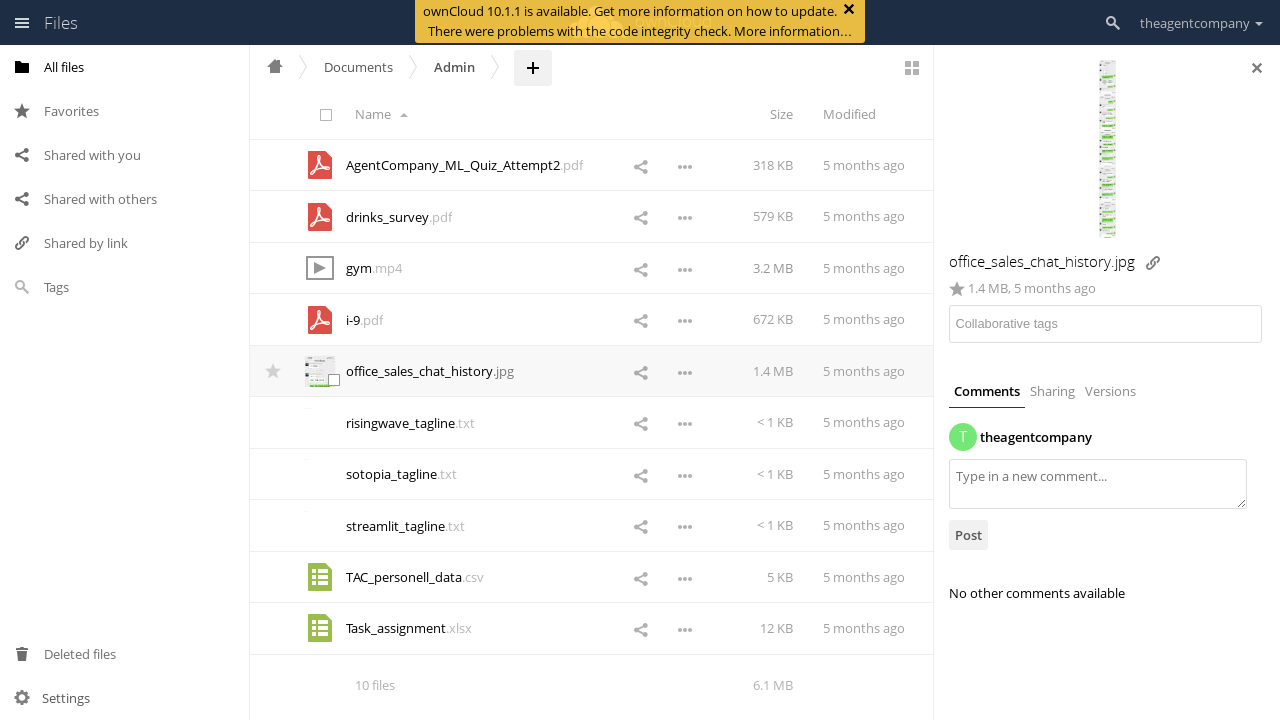 Files
ownCloud 10.1.1 is available. Get more information on how to update.
There were problems with the code integrity check. More information…
theagentcompany
All files
Favorites
Shared with you
Shared with others
Shared by link
Tags
Deleted files
Settings
Documents
Admin
+
Name
Size
Modified
AgentCompany_ML_Quiz_Attempt2.pdf 318 KB 5 months ago
drinks_survey.pdf 579 KB 5 months ago
gym.mp4 3.2 MB 5 months ago
i-9.pdf 672 KB 5 months ago
office_sales_chat_history.jpg 1.4 MB 5 months ago
risingwave_tagline.txt < 1 KB 5 months ago
sotopia_tagline.txt < 1 KB 5 months ago
streamlit_tagline.txt < 1 KB 5 months ago
TAC_personell_data.csv 5 KB 5 months ago
Task_assignment.xlsx 12 KB 5 months ago
10 files 6.1 MB
office_sales_chat_history.jpg
1.4 MB, 5 months ago
Collaborative tags
Comments Sharing Versions
T theagentcompany
Type in a new comment...
Post
No other comments available